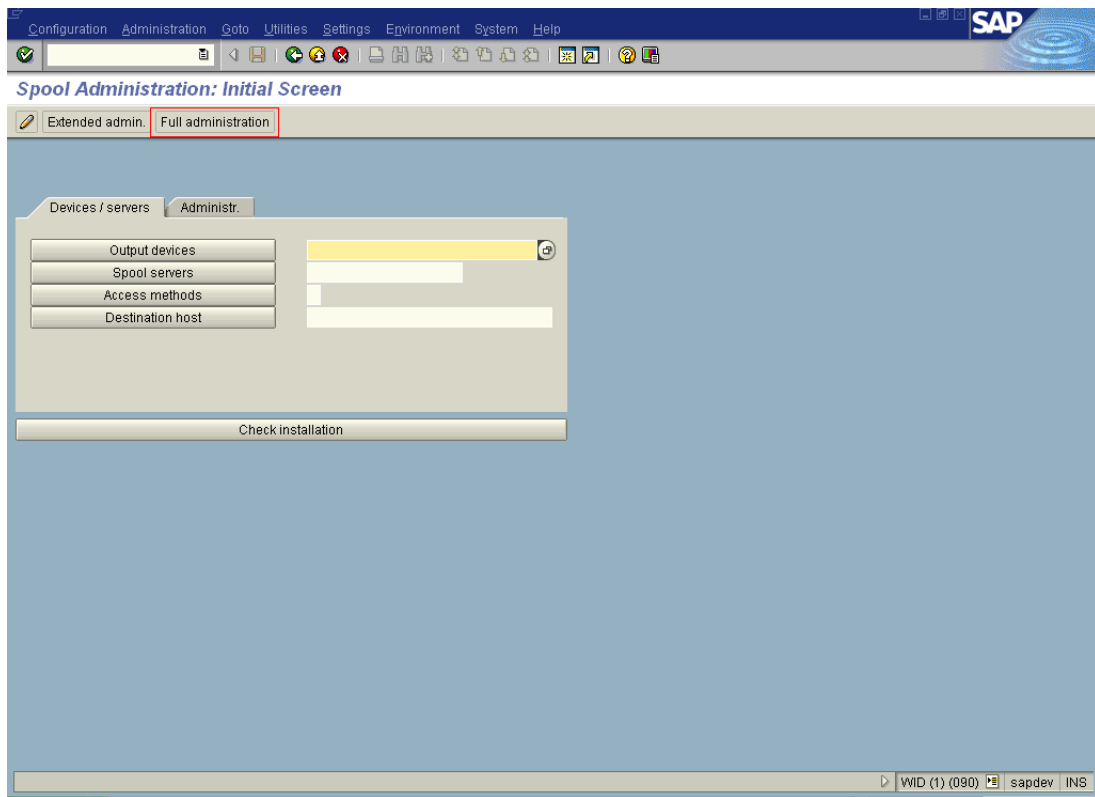 Configuration Administration Goto Utilities Settings Environment System Help
SAP
Spool Administration: Initial Screen
Extended admin. Full administration
Devices / servers Administr.
Output devices
Spool servers
Access methods
Destination host
Check installation
WID (1) (090) sapdev INS